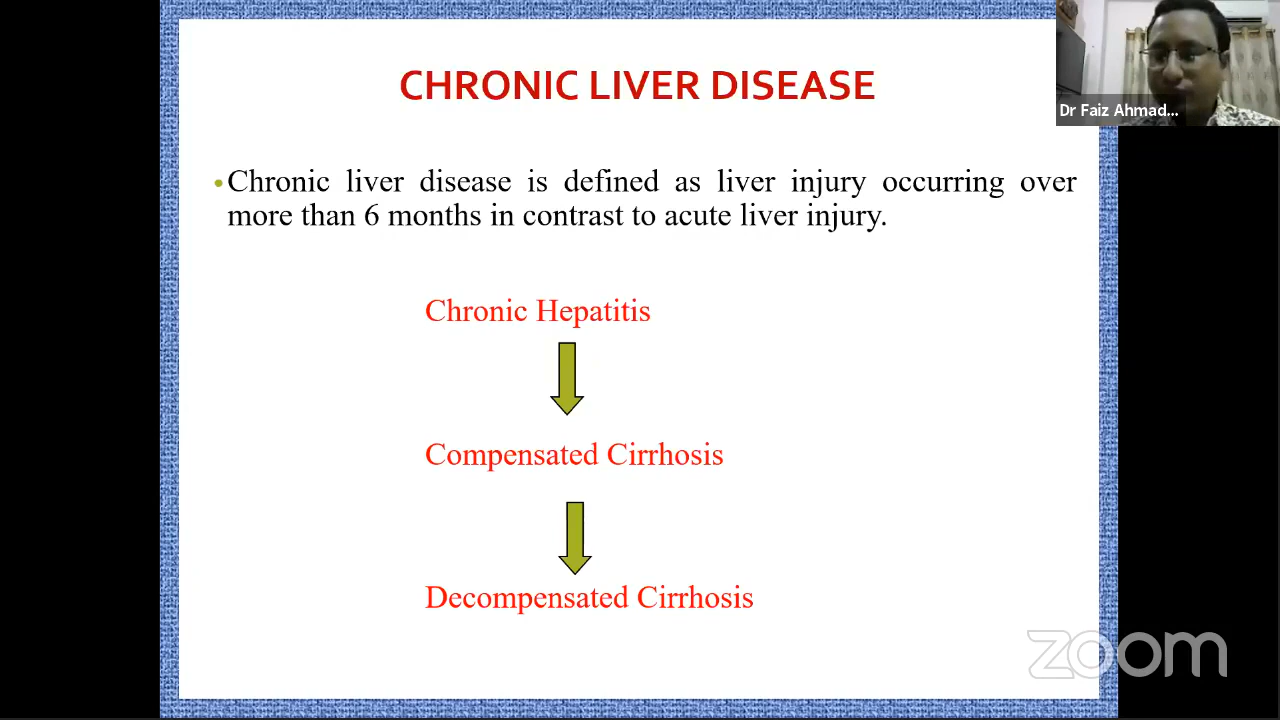 CHRONIC LIVER DISEASE
Dr Faiz Ahmad...
• Chronic liver disease is defined as liver injury occurring over
more than 6 months in contrast to acute liver injury.
Chronic Hepatitis
Compensated Cirrhosis
Decompensated Cirrhosis
zoom